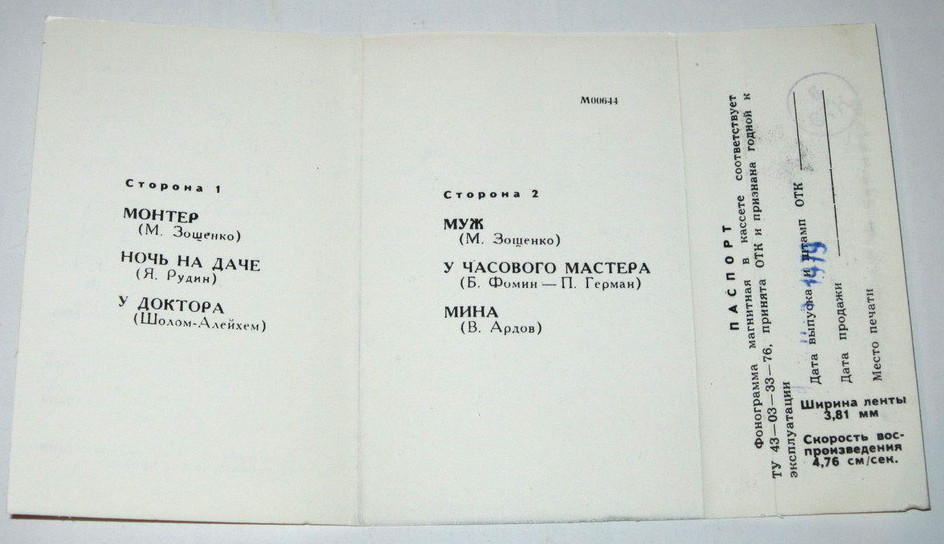 Сторона 1
МОНТЕР
(М. Зощенко)
НОЧЬ НА ДАЧЕ
(Я. Рудин)
У ДОКТОРА
(Шолом-Алейхем)
М00644
Сторона 2
МУЖ
(М. Зощенко)
У ЧАСОВОГО МАСТЕРА
(Б. Фомин — П. Герман)
МИНА
(В. Ардов)
ПАСПОРТ
Фонограмма магнитная в кассете соответствует
ТУ 43—03—33—76, принята ОТК и признана годной к
эксплуатации
Дата выпуска и штамп ОТК
1979
Дата продажи
Место печати
Ширина ленты
3,81 мм
Скорость вос-
произведения
4,76 см/сек.